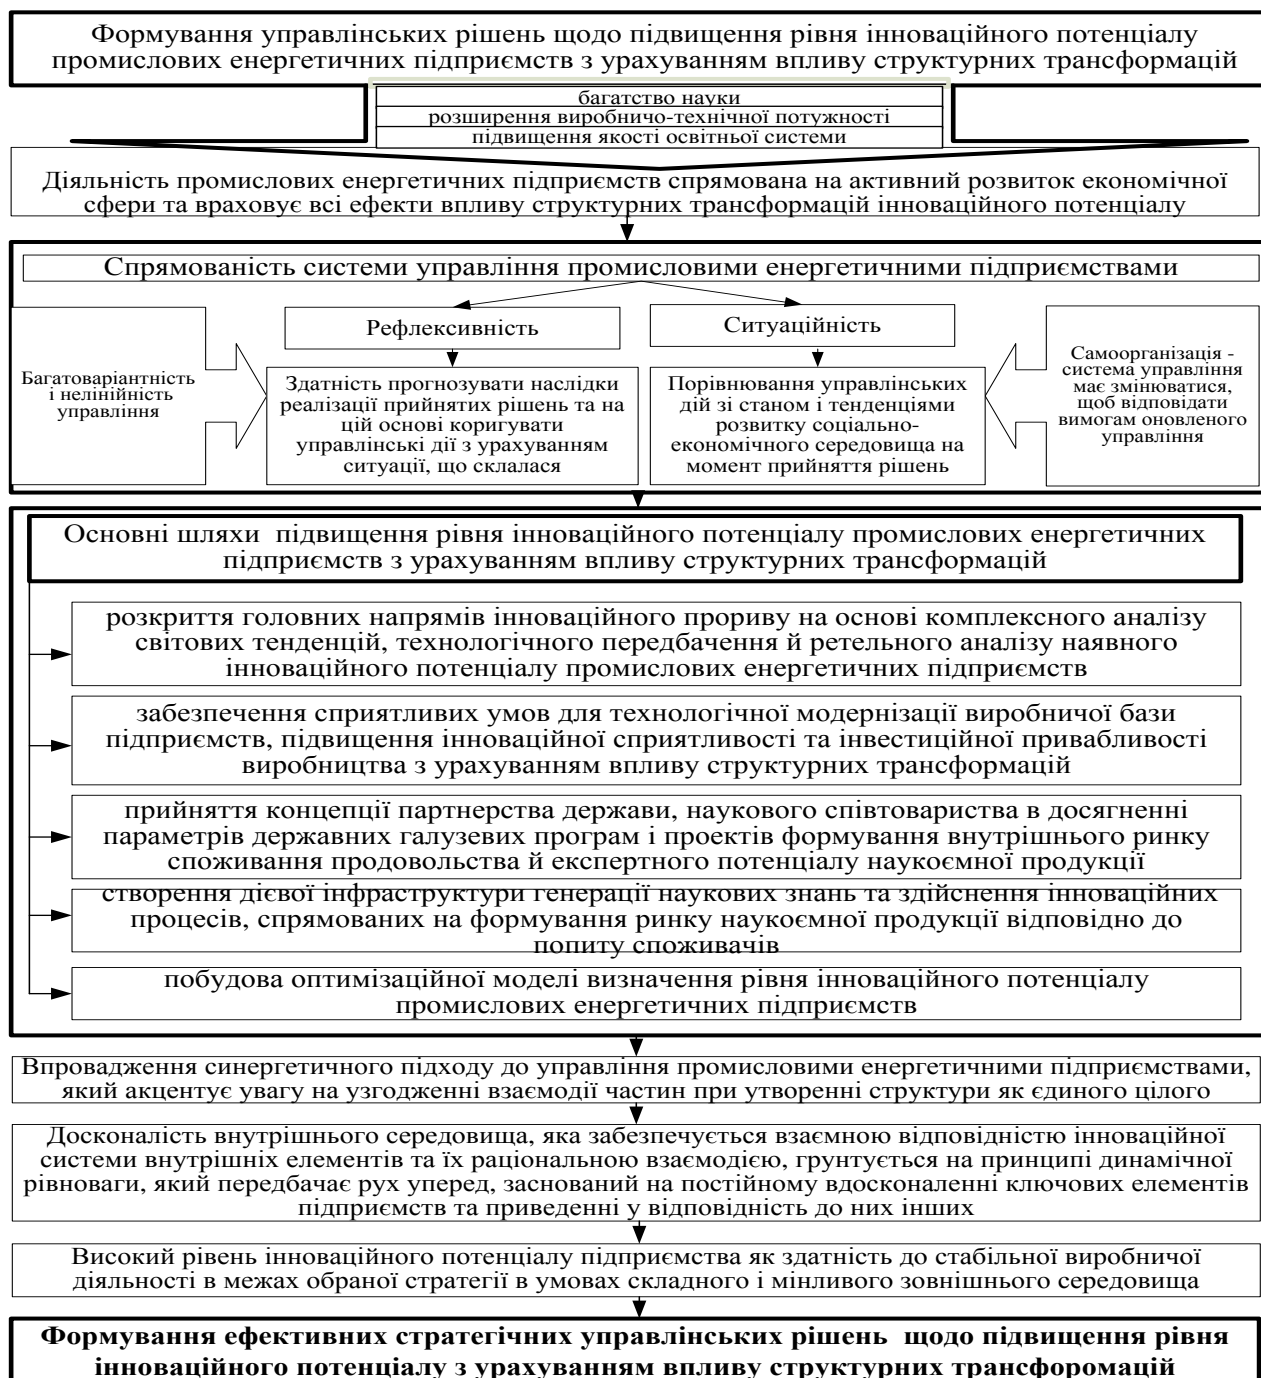 Формування управлінських рішень щодо підвищення рівня інноваційного потенціалу
промислових енергетичних підприємств з урахуванням впливу структурних трансформацій
багатство науки
розширення виробничо-технічної потужності
підвищення якості освітньої системи
Діяльність промислових енергетичних підприємств спрямована на активний розвиток економічної
сфери та враховує всі ефекти впливу структурних трансформацій інноваційного потенціалу
Спрямованість системи управління промисловими енергетичними підприємствами
Рефлексивність
Ситуаційність
Багатоваріантність
і нелінійність
управління
Здатність прогнозувати наслідки
реалізації прийнятих рішень та на
цій основі коригувати
управлінські дії з урахуванням
ситуації, що склалася
Порівнювання управлінських
дій зі станом і тенденціями
розвитку соціально-
економічного середовища на
момент прийняття рішень
Самоорганізація -
система управління
має змінюватися,
щоб відповідати
вимогам оновленого
управління
Основні шляхи підвищення рівня інноваційного потенціалу промислових енергетичних
підприємств з урахуванням впливу структурних трансформацій
розкриття головних напрямів інноваційного прориву на основі комплексного аналізу
світових тенденцій, технологічного передбачення й ретельного аналізу наявного
інноваційного потенціалу промислових енергетичних підприємств
забезпечення сприятливих умов для технологічної модернізації виробничої бази
підприємств, підвищення інноваційної сприятливості та інвестиційної привабливості
виробництва з урахуванням впливу структурних трансформацій
прийняття концепції партнерства держави, наукового співтовариства в досягненні
параметрів державних галузевих програм і проектів формування внутрішнього ринку
споживання продовольства й експертного потенціалу наукоємної продукції
створення дієвої інфраструктури генерації наукових знань та здійснення інноваційних
процесів, спрямованих на формування ринку наукоємної продукції відповідно до
попиту споживачів
побудова оптимізаційної моделі визначення рівня інноваційного потенціалу
промислових енергетичних підприємств
Впровадження синергетичного підходу до управління промисловими енергетичними підприємствами,
який акцентує увагу на узгодженні взаємодії частин при утворенні структури як єдиного цілого
Досконалість внутрішнього середовища, яка забезпечується взаємною відповідністю інноваційної
системи внутрішніх елементів та їх раціональною взаємодією, грунтується на принципі динамічної
рівноваги, який передбачає рух уперед, заснований на постійному вдосконаленні ключових елементів
підприємств та приведенні у відповідність до них інших
Високий рівень інноваційного потенціалу підприємства як здатність до стабільної виробничої
діяльності в межах обраної стратегії в умовах складного і мінливого зовнішнього середовища
Формування ефективних стратегічних управлінських рішень щодо підвищення рівня
інноваційного потенціалу з урахуванням впливу структурних трансфоромацій